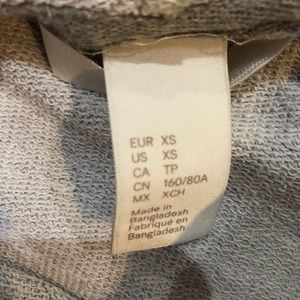 EUR XS
US XS
CA TP
CN 160/80A
MX XCH
Made in
Bangladesh
Fabriqué en
Bangladesh